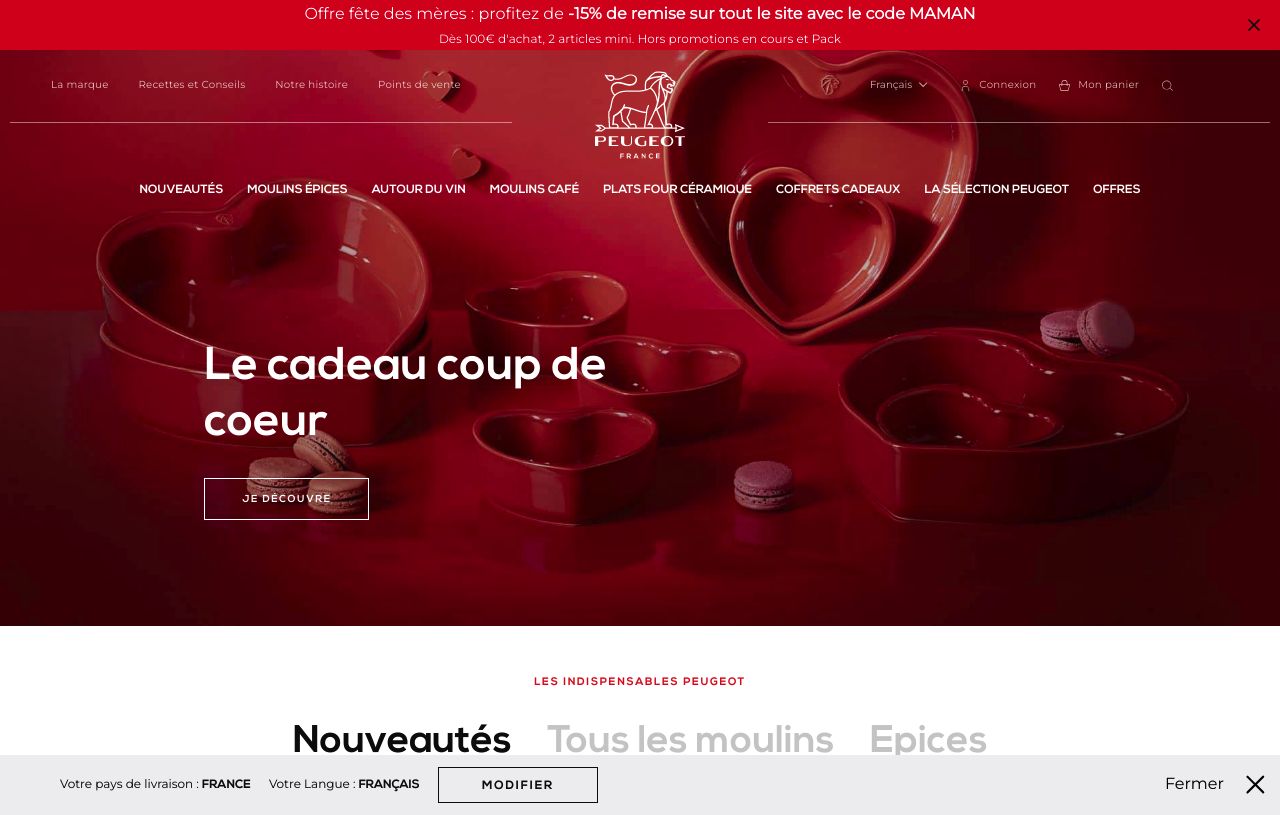 Offre fête des mères : profitez de -15% de remise sur tout le site avec le code MAMAN
Dès 100€ d'achat, 2 articles mini. Hors promotions en cours et Pack
La marque
Recettes et Conseils
Notre histoire
Points de vente
PEUGEOT
FRANCE
Français
Connexion
Mon panier
NOUVEAUTÉS
MOULINS ÉPICES
AUTOUR DU VIN
MOULINS CAFÉ
PLATS FOUR CÉRAMIQUE
COFFRETS CADEAUX
LA SÉLECTION PEUGEOT
OFFRES
Le cadeau coup de
coeur
JE DÉCOUVRE
LES INDISPENSABLES PEUGEOT
Nouveautés
Tous les moulins
Epices
Votre pays de livraison : FRANCE
Votre Langue : FRANÇAIS
MODIFIER
Fermer